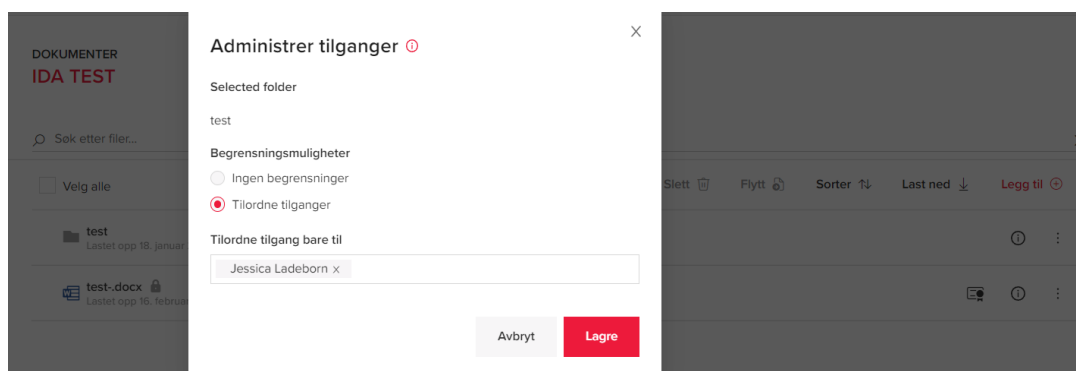 DOKUMENTER
IDA TEST
Søk etter filer...
Velg alle
Slett
Flytt
Sorter
Last ned
Legg til
test
Lastet opp 18. januar
test-.docx
Lastet opp 16. februar
Administrer tilganger
X
Selected folder
test
Begrensningsmuligheter
Ingen begrensninger
Tilordne tilganger
Tilordne tilgang bare til
Jessica Ladeborn x
Avbryt
Lagre